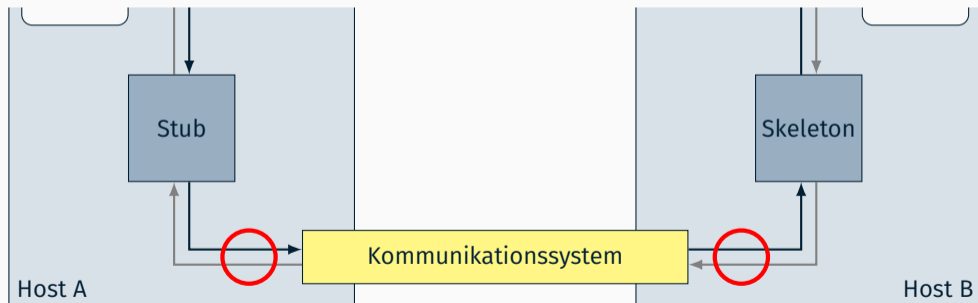 Stub
Skeleton
Kommunikationssystem
Host A
Host B